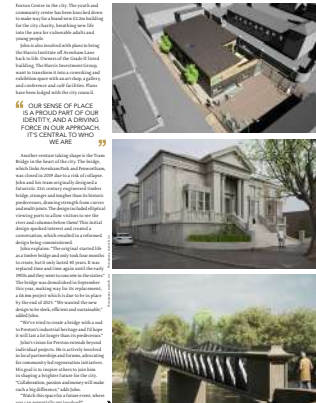 Foxton Centre in the city. The youth and
community centre has been knocked down
to make way for a brand new £2.2m building
for the city charity, breathing new life
into the area for vulnerable adults and
young people.
John is also involved with plans to bring
the Harris Institute off Avenham Lane
back to life. Owners of the Grade II listed
building, The Harris Investment Group,
want to transform it into a coworking and
exhibition space with an art shop, a gallery,
and conference and café facilities. Plans
have been lodged with the city council.
“ OUR SENSE OF PLACE
IS A PROUD PART OF OUR
IDENTITY, AND A DRIVING
FORCE IN OUR APPROACH.
IT'S CENTRAL TO WHO
WE ARE ”
Another venture taking shape is the Tram
Bridge in the heart of the city. The bridge,
which links Avenham Park and Penwortham,
was closed in 2019 due to a risk of collapse.
John and his team originally designed a
futuristic 21st century engineered timber
bridge, stronger and tougher than its historic
predecessors, drawing strength from curves
and multi-joints. The design included elliptical
viewing ports to allow visitors to see the
river and columns below them! This initial
design spurred interest and created a
conversation, which resulted in a reformed
design being commissioned.
John explains: "The original started life
as a timber bridge and only took four months
to create, but it only lasted 40 years. It was
replaced time and time again until the early
1900s and they went to concrete in the sixties."
The bridge was demolished in September
this year, making way for its replacement,
a £6.6m project which is due to be in place
by the end of 2025. "We wanted the new
design to be sleek, efficient and sustainable,"
added John.
"We've tried to create a bridge with a nod
to Preston's industrial heritage and I'd hope
it will last a lot longer than its predecessor."
John's vision for Preston extends beyond
individual projects. He is actively involved
in local partnerships and forums, advocating
for community-led regeneration initiatives.
His goal is to inspire others to join him
in shaping a brighter future for the city.
"Collaboration, passion and money will make
such a big difference," adds John.
"Watch this space for a future event, where